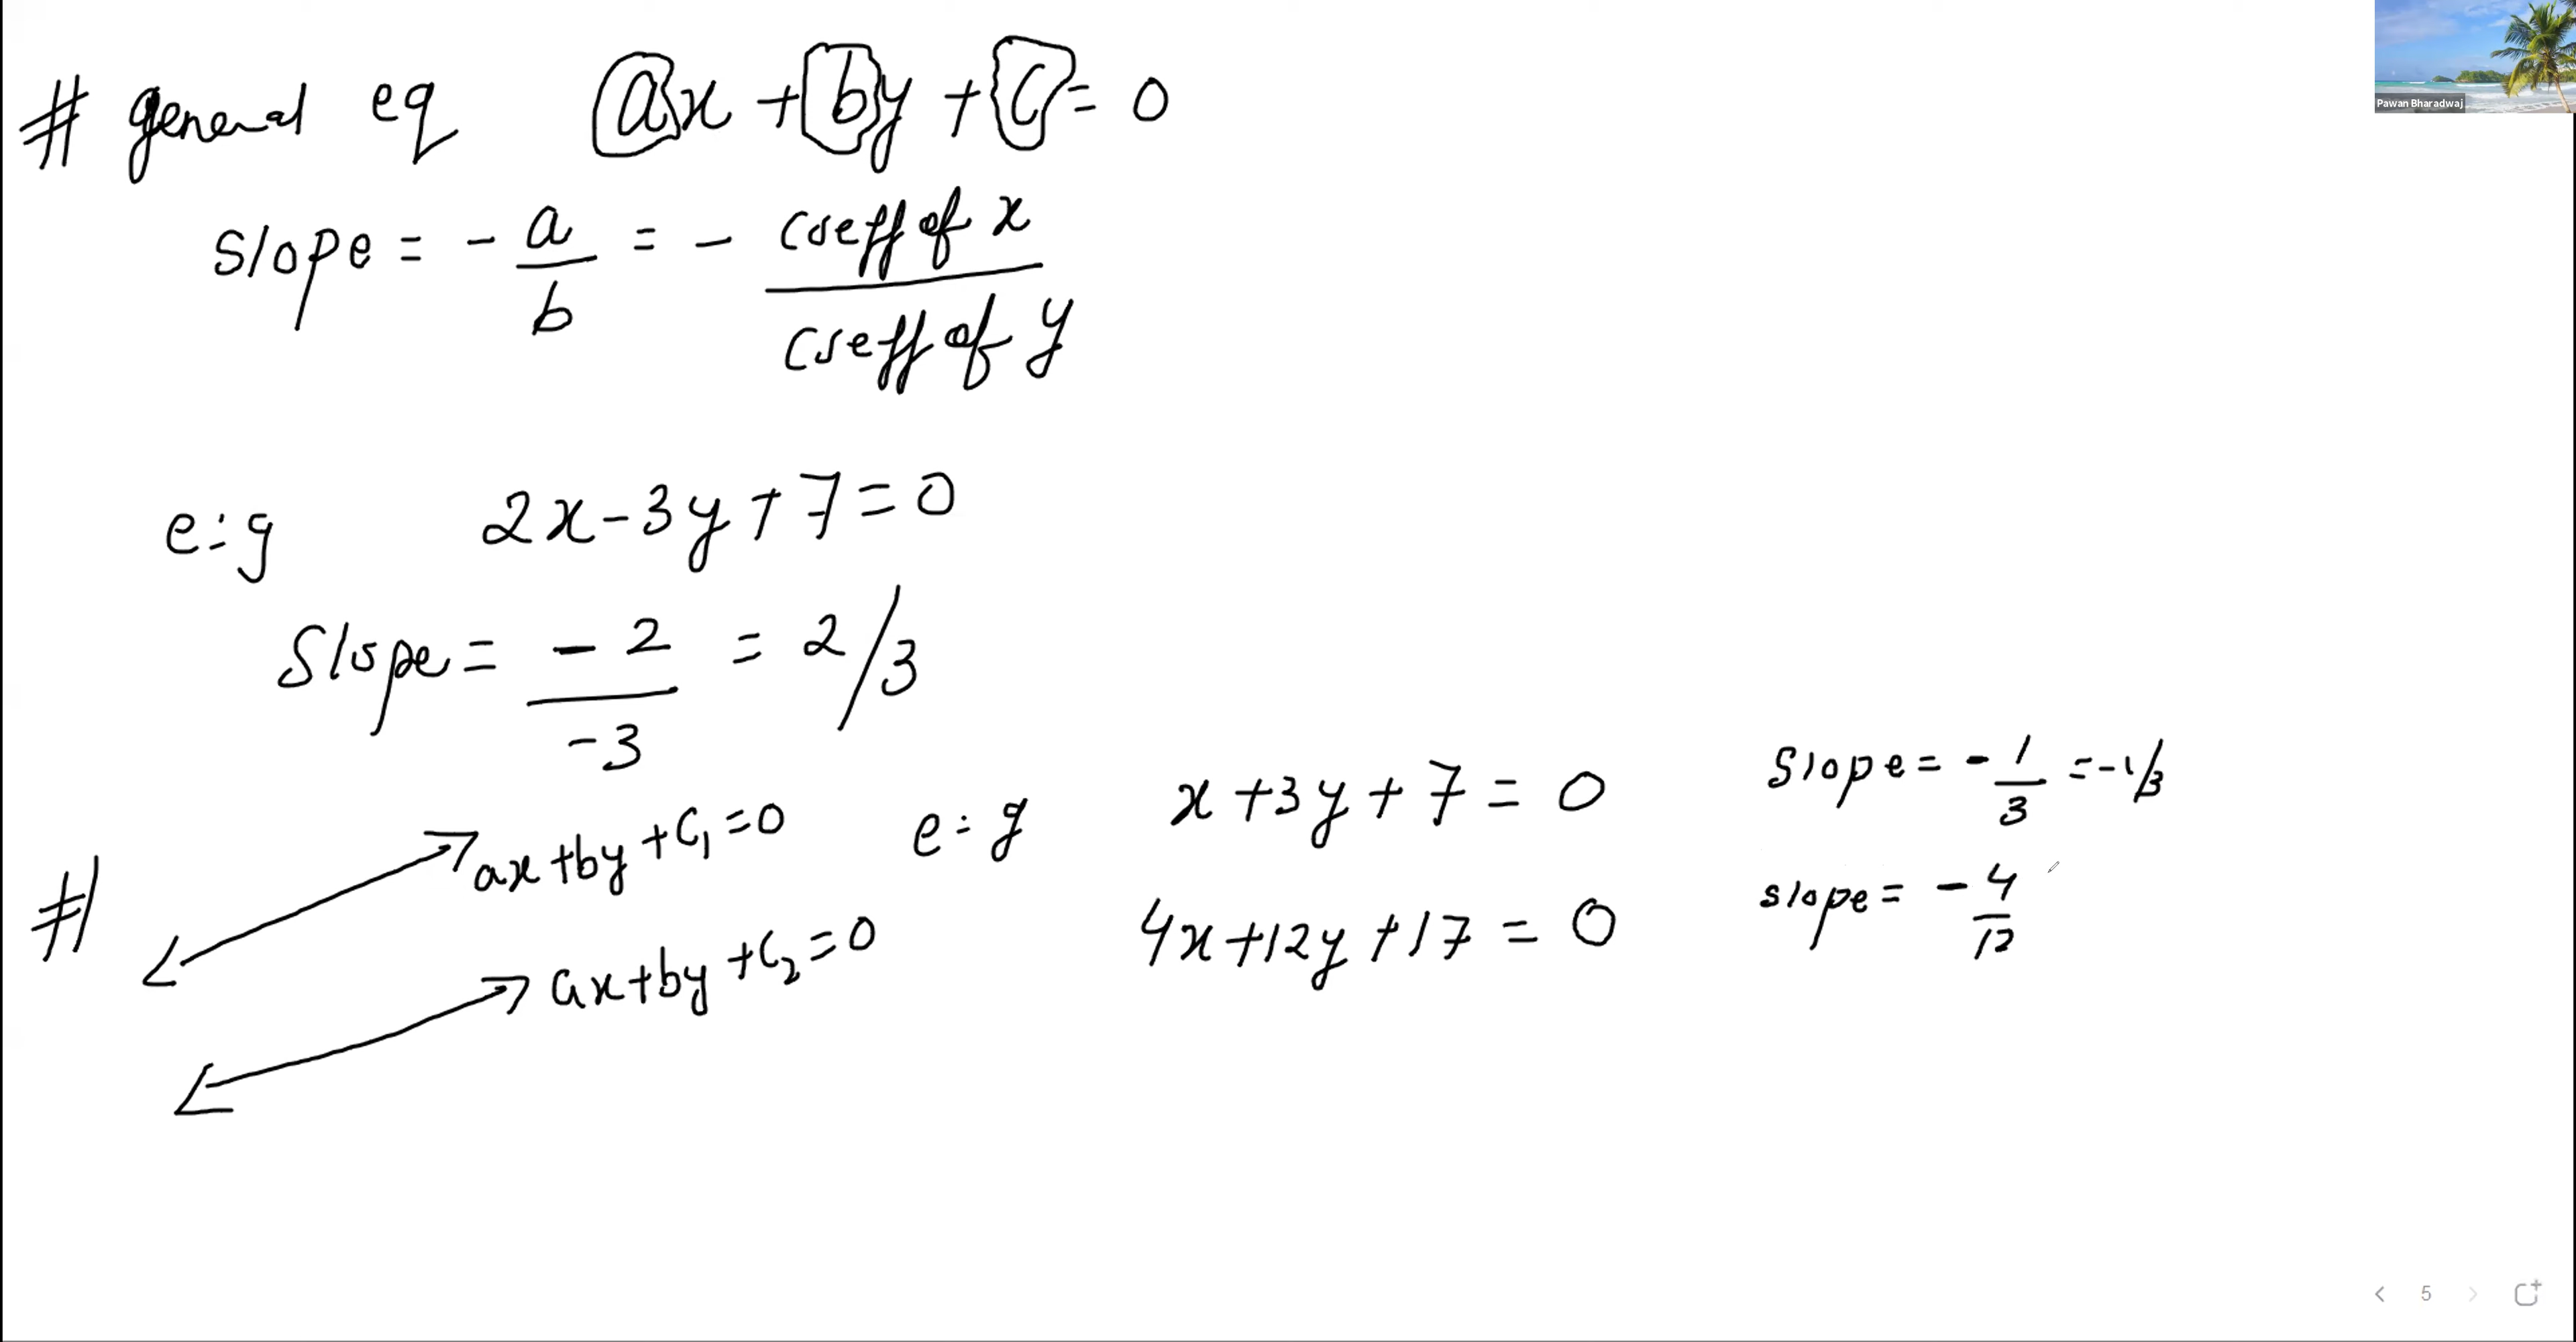 # general eq ax + by + c = 0
slope = - a/b = - coeff of x / coeff of y
e:g 2x - 3y + 7 = 0
Slope = -2/-3 = 2/3
# ax + by + c₁ = 0
ax + by + c₂ = 0
e:g x + 3y + 7 = 0 Slope = - 1/3 = -1/3
4x + 12y + 17 = 0 slope = - 4/12
Pawan Bharadwaj
< 5 >